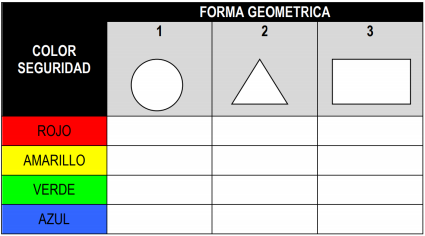 FORMA GEOMETRICA
COLOR
SEGURIDAD
1
2
3
ROJO
AMARILLO
VERDE
AZUL